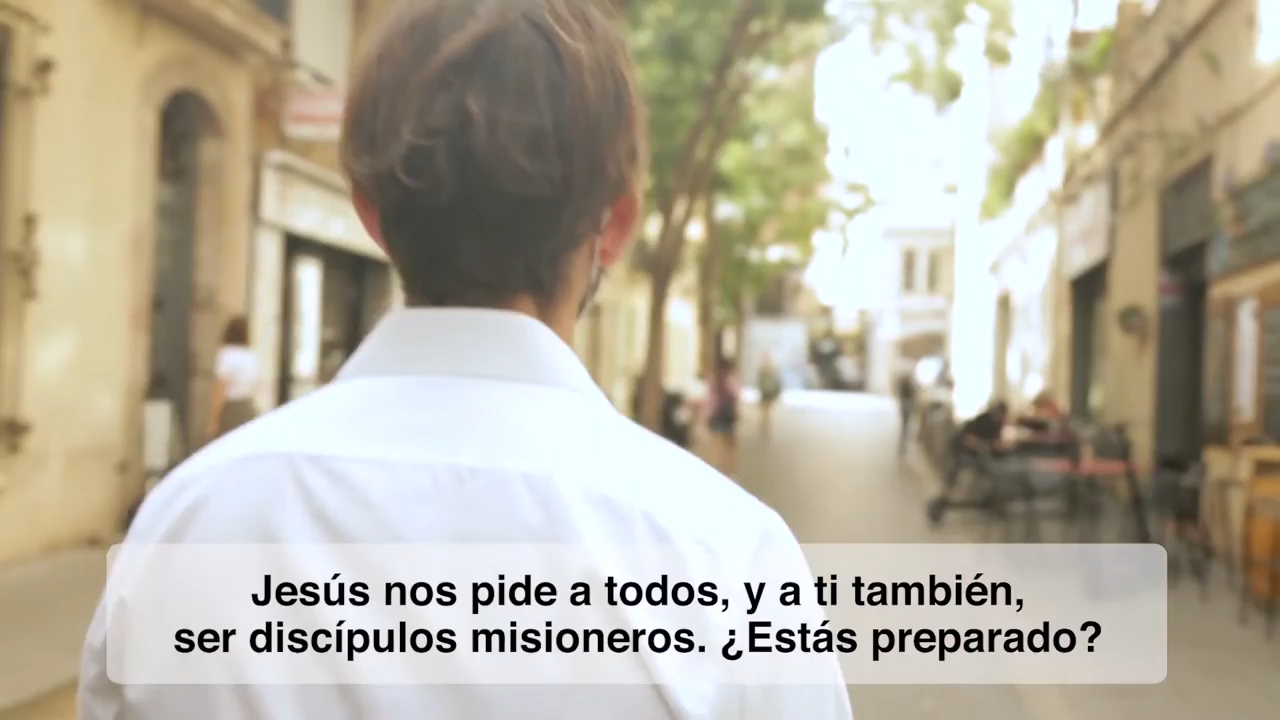 Jesús nos pide a todos, y a ti también,
ser discípulos misioneros. ¿Estás preparado?